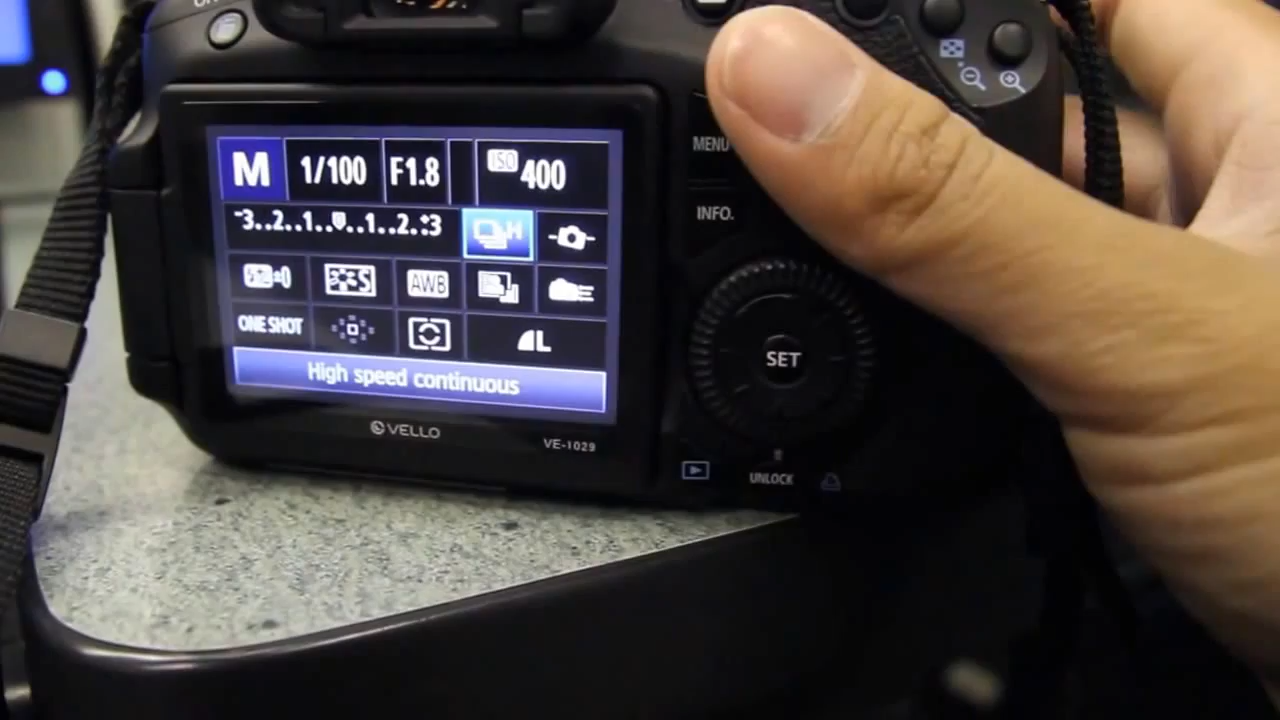 M 1/100 F1.8 ISO 400
-3..2..1..0..1..2..+3 H
±0 S AWB
ONE SHOT L
High speed continuous
VELLO VE-1029
MENU
INFO.
SET
UNLOCK